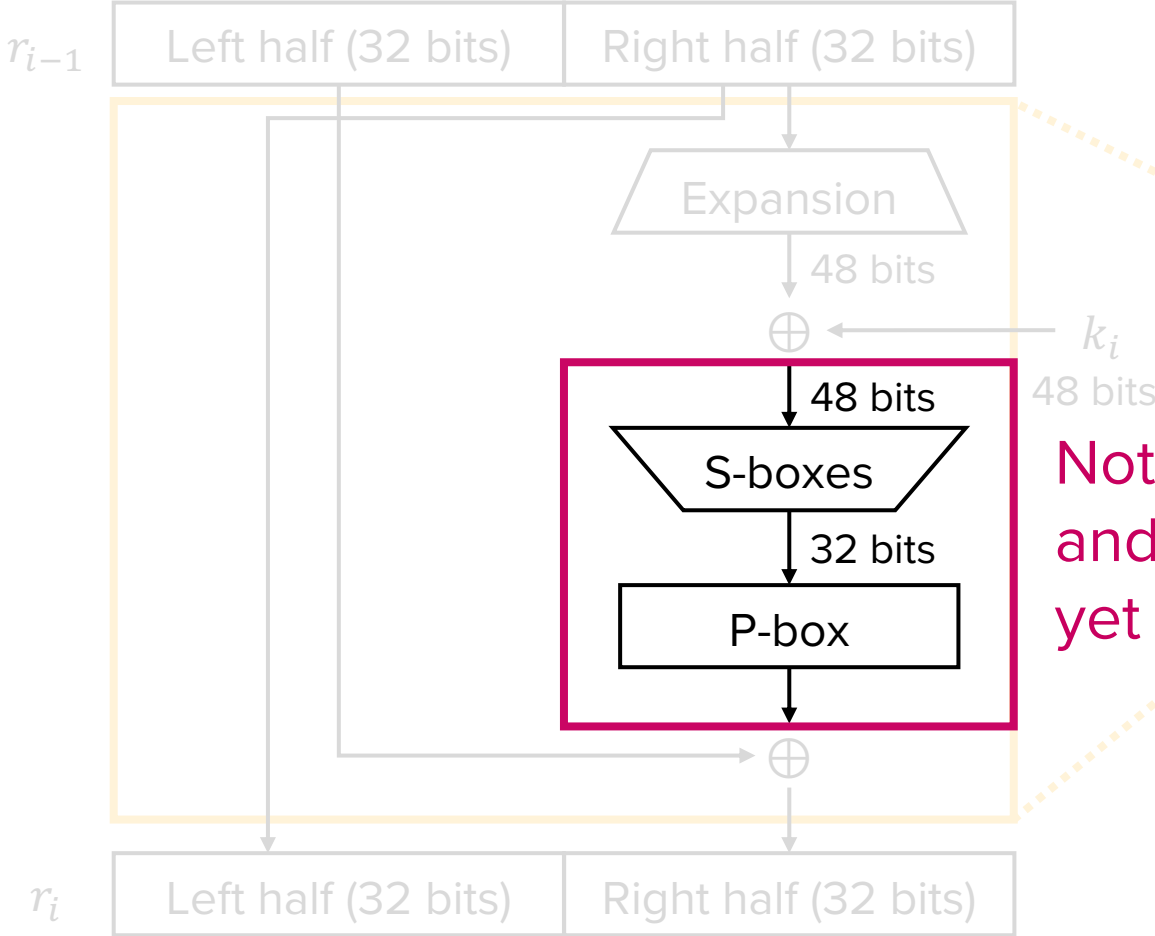 r_{i−1}
Left half (32 bits)
Right half (32 bits)
Expansion
48 bits
k_i
48 bits
48 bits
S-boxes
Not
and
32 bits
yet
P-box
r_i
Left half (32 bits)
Right half (32 bits)